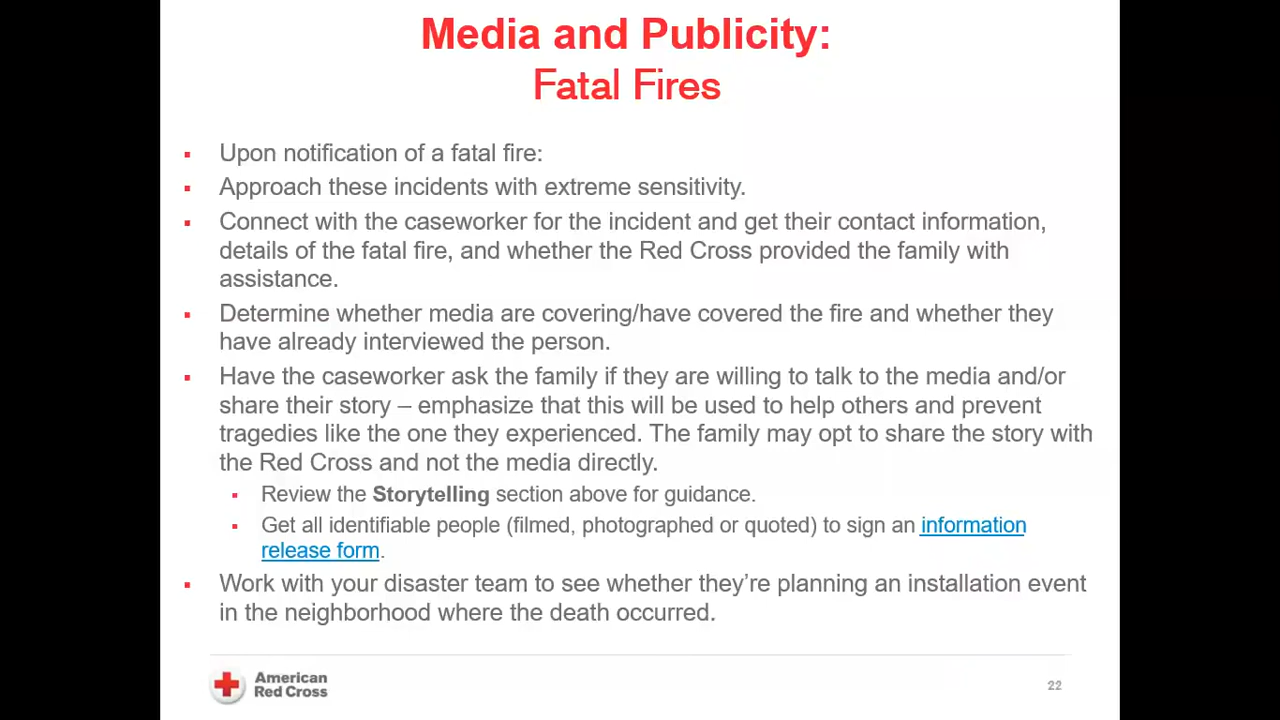 Media and Publicity:
Fatal Fires
▪ Upon notification of a fatal fire:
▪ Approach these incidents with extreme sensitivity.
▪ Connect with the caseworker for the incident and get their contact information,
details of the fatal fire, and whether the Red Cross provided the family with
assistance.
▪ Determine whether media are covering/have covered the fire and whether they
have already interviewed the person.
▪ Have the caseworker ask the family if they are willing to talk to the media and/or
share their story – emphasize that this will be used to help others and prevent
tragedies like the one they experienced. The family may opt to share the story with
the Red Cross and not the media directly.
▪ Review the Storytelling section above for guidance.
▪ Get all identifiable people (filmed, photographed or quoted) to sign an information
release form.
▪ Work with your disaster team to see whether they’re planning an installation event
in the neighborhood where the death occurred.
American
Red Cross
22